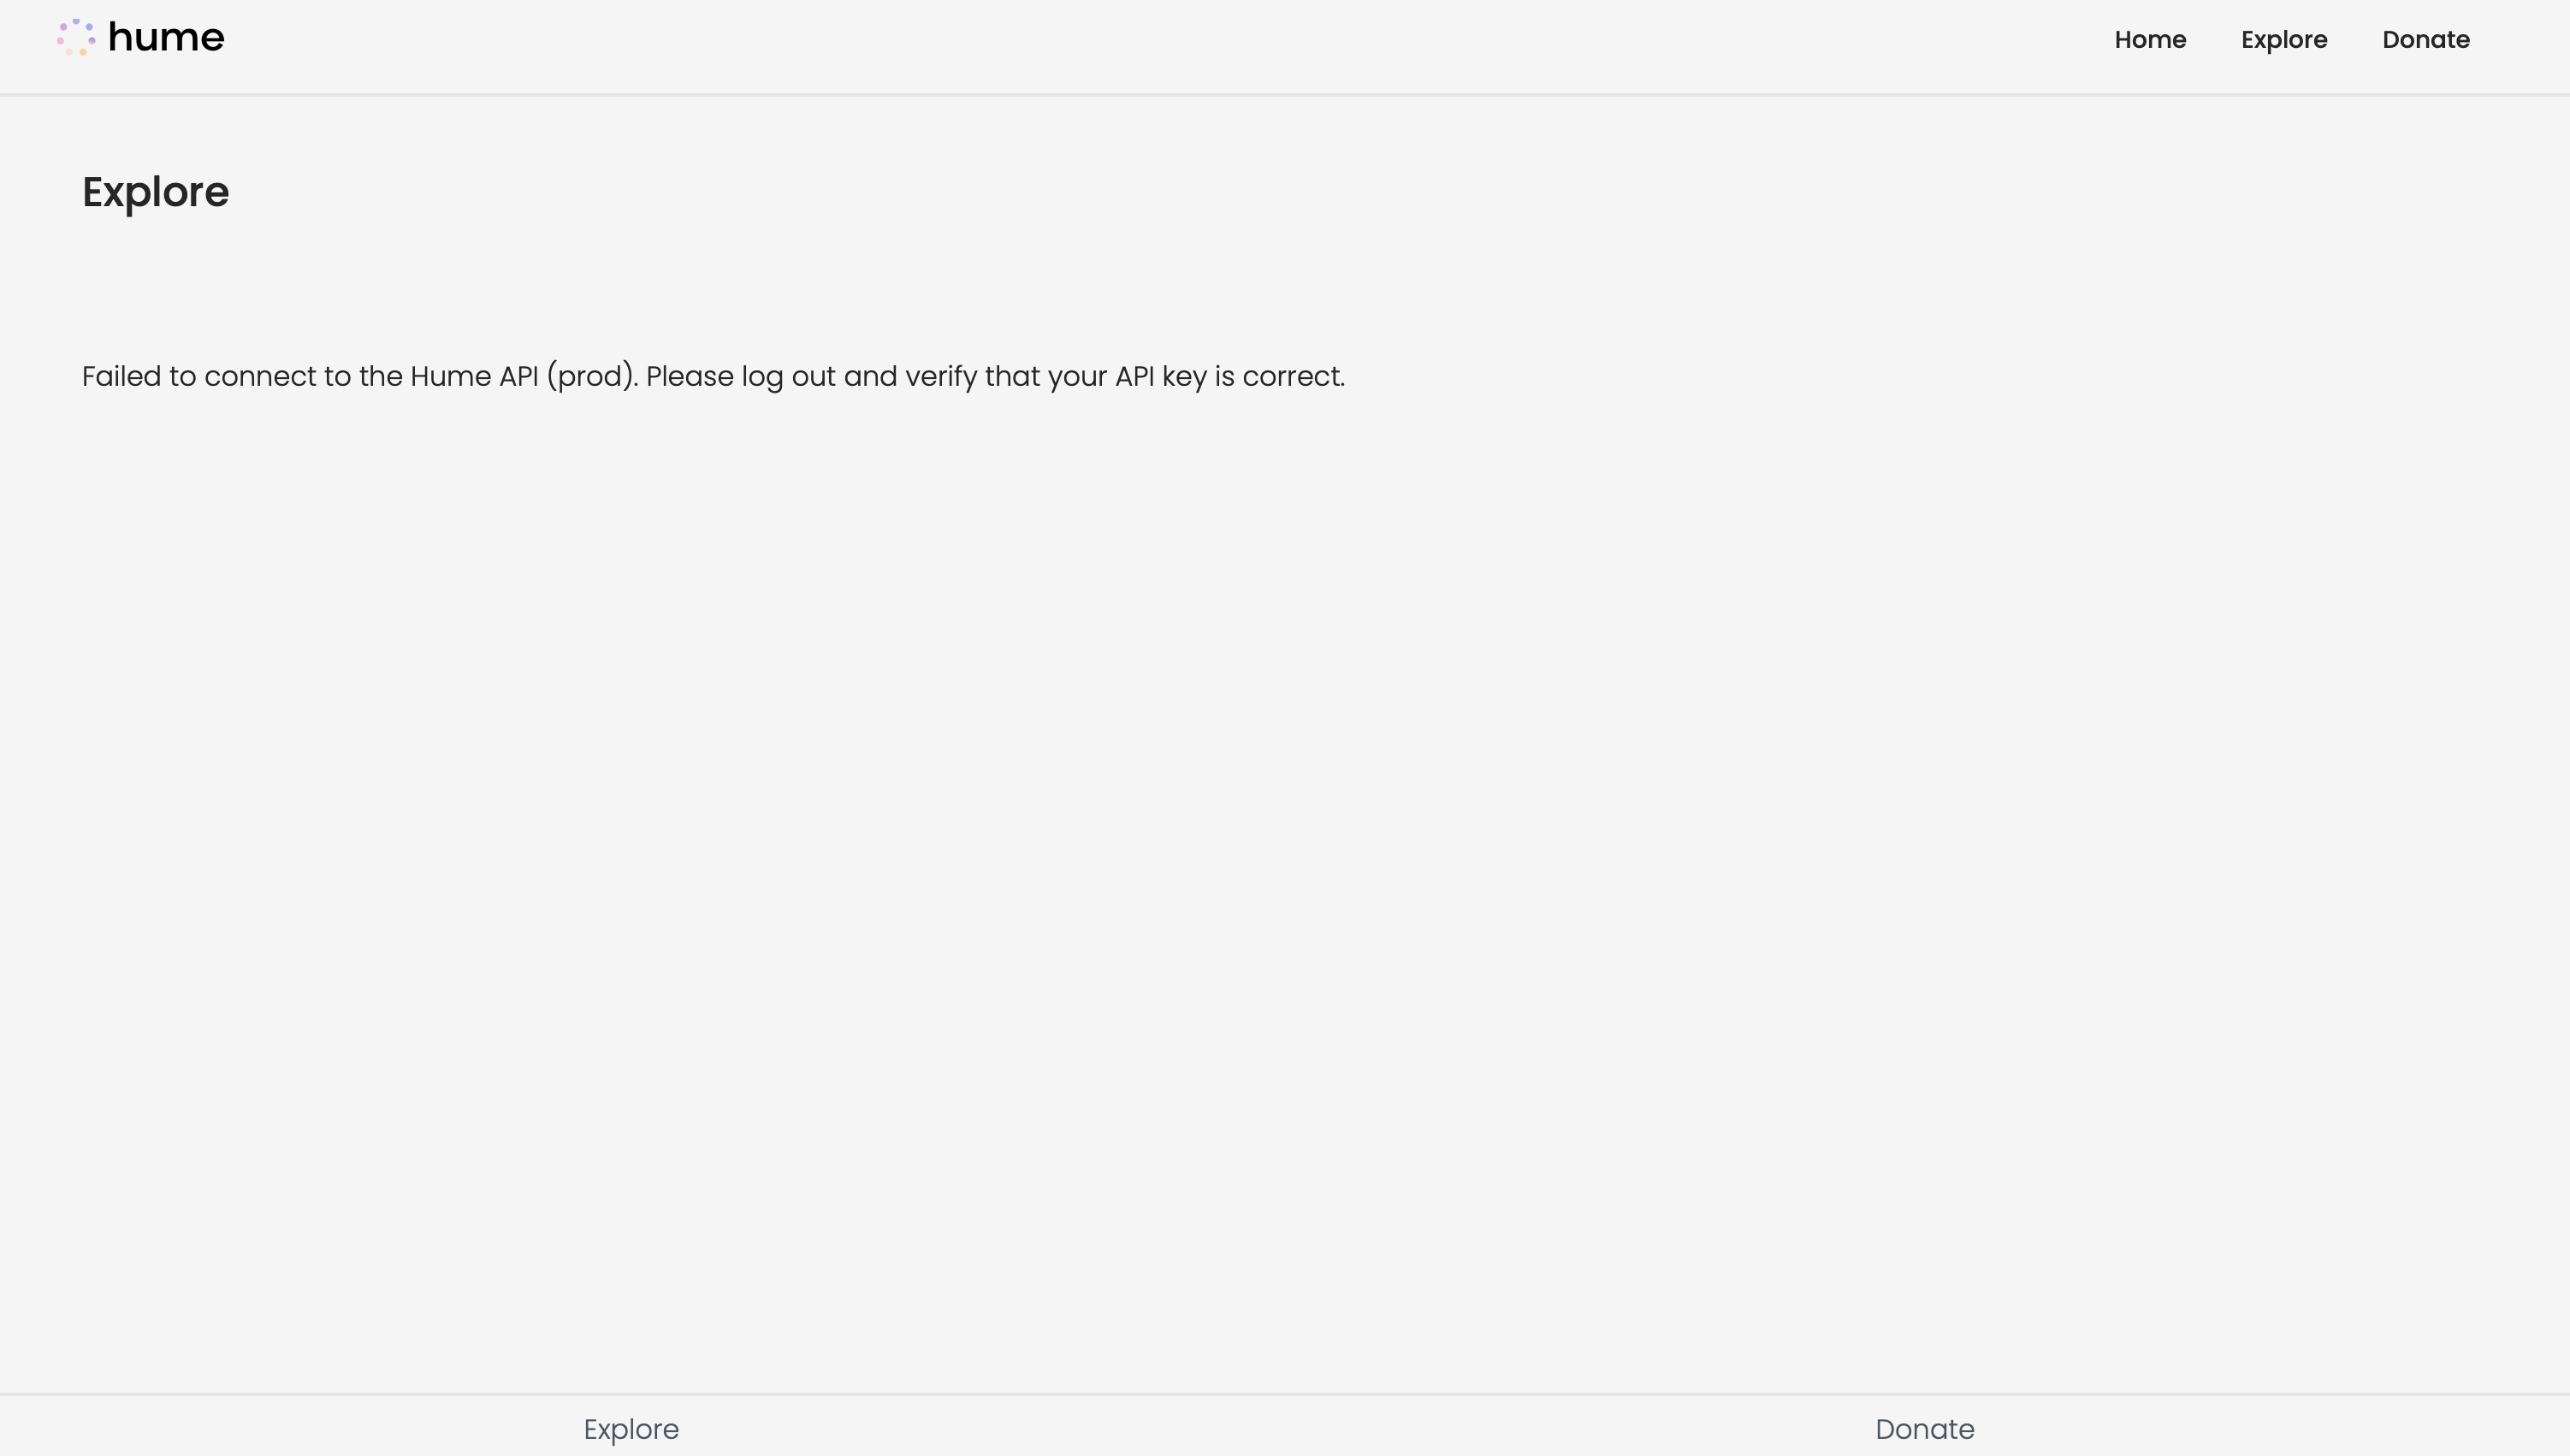 hume
Home Explore Donate
Explore
Failed to connect to the Hume API (prod). Please log out and verify that your API key is correct.
Explore Donate